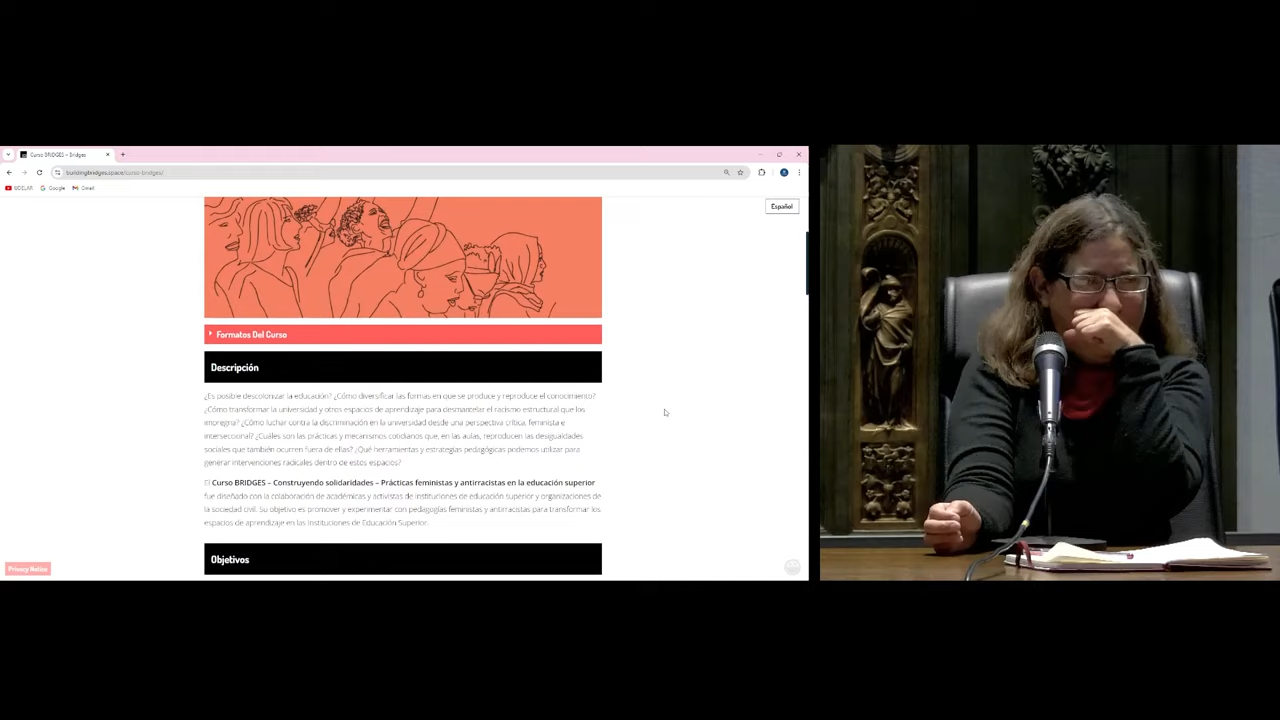 Curso BRIDGES – Bridges
buildingbridges.space/curso-bridges/
Google
Gmail
Español
Formatos Del Curso
Descripción
¿Es posible descolonizar la educación? ¿Cómo diversificar las formas en que se produce y reproduce el conocimiento?
¿Cómo transformar la universidad y otros espacios de aprendizaje para desmantelar el racismo estructural que los
impregna? ¿Cómo luchar contra la discriminación en la universidad desde una perspectiva crítica, feminista e
interseccional? ¿Cuáles son las prácticas y mecanismos cotidianos que, en las aulas, reproducen las desigualdades
sociales que también ocurren fuera de ellas? ¿Qué herramientas y estrategias pedagógicas podemos utilizar para
generar intervenciones radicales dentro de estos espacios?
El Curso BRIDGES – Construyendo solidaridades – Prácticas feministas y antirracistas en la educación superior
fue diseñado con la colaboración de académicas y activistas de instituciones de educación superior y organizaciones de
la sociedad civil. Su objetivo es promover y experimentar con pedagogías feministas y antirracistas para transformar los
espacios de aprendizaje en las Instituciones de Educación Superior.
Objetivos
Privacy Notice